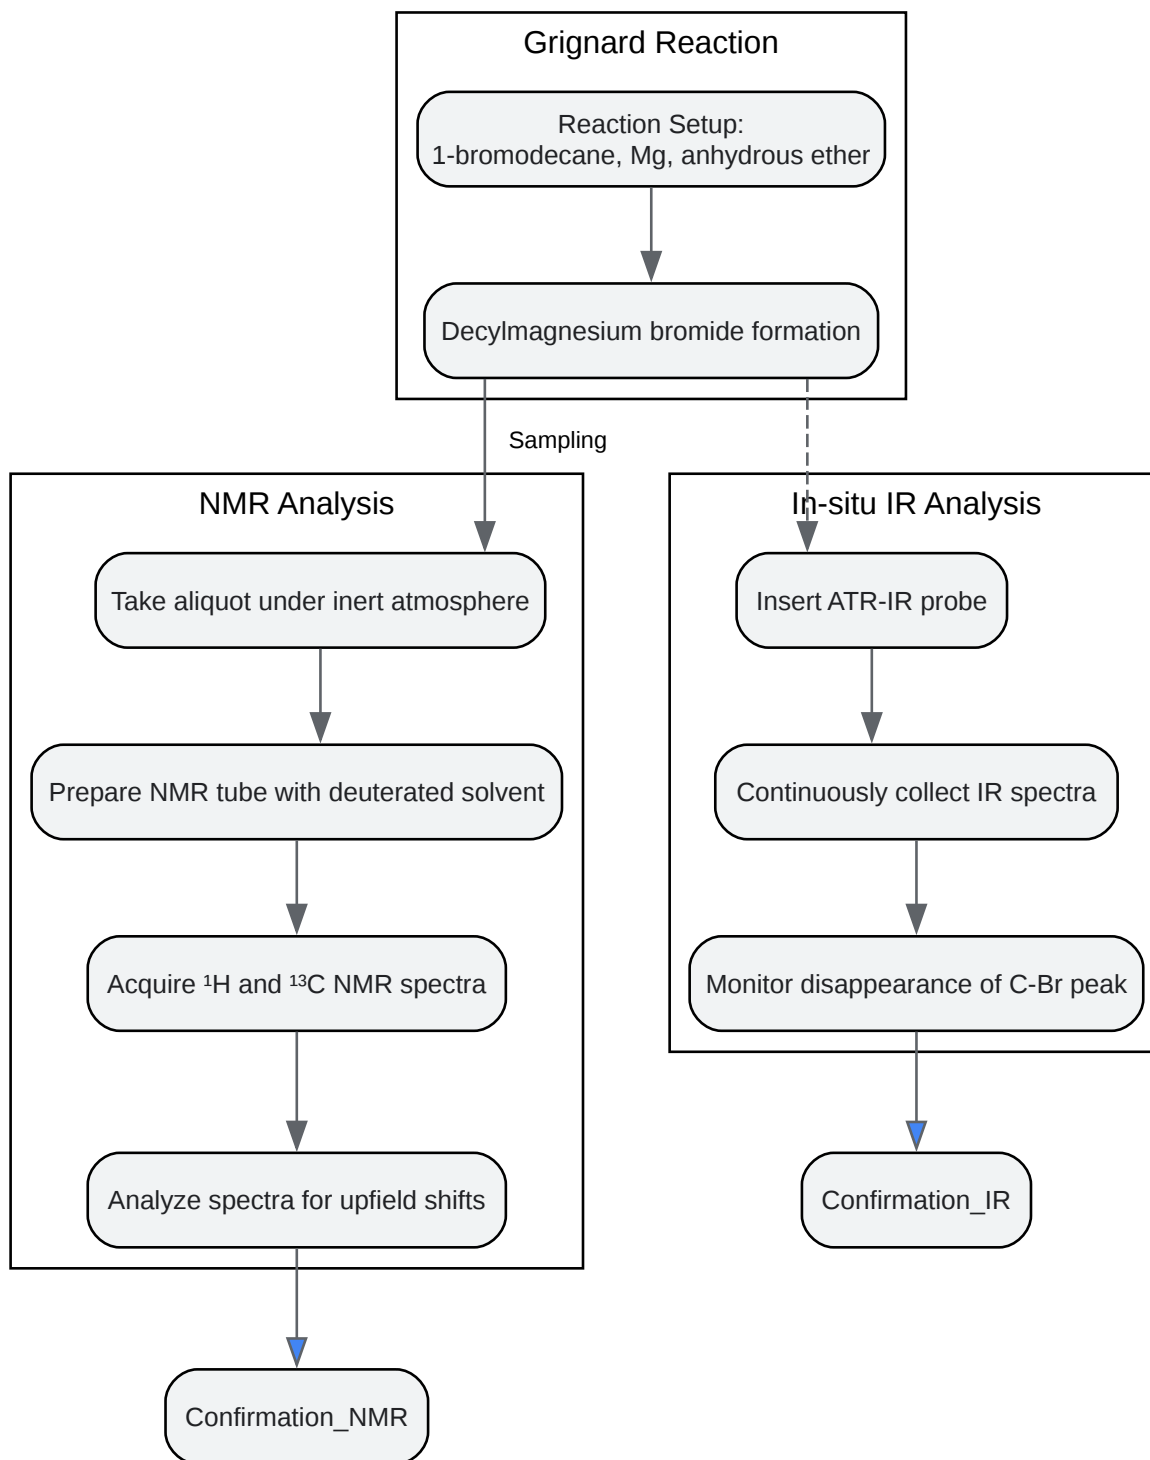 Grignard Reaction
Reaction Setup:
1-bromodecane, Mg, anhydrous ether
Decylmagnesium bromide formation
Sampling
NMR Analysis
Take aliquot under inert atmosphere
Prepare NMR tube with deuterated solvent
Acquire ¹H and ¹³C NMR spectra
Analyze spectra for upfield shifts
Confirmation_NMR
In-situ IR Analysis
Insert ATR-IR probe
Continuously collect IR spectra
Monitor disappearance of C-Br peak
Confirmation_IR